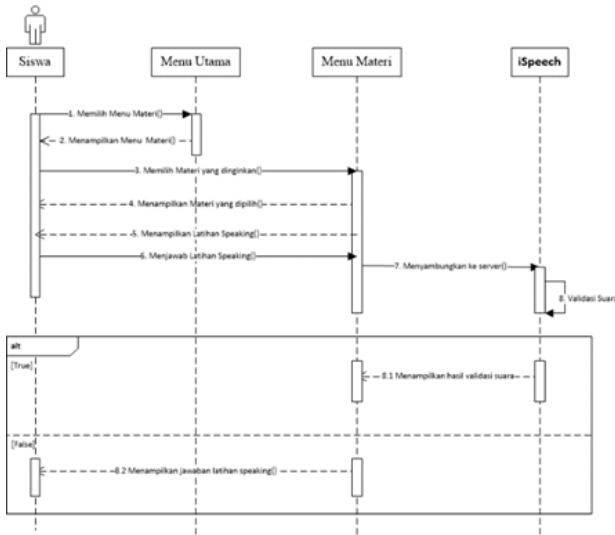 Siswa
Menu Utama
Menu Materi
iSpeech
1. Memilih Menu Materi()
2. Menampilkan Menu Materi()
3. Memilih Materi yang dinginkan()
4. Menampilkan Materi yang dipilih()
5. Menampilkan Latihan Speaking()
6. Menjawab Latihan Speaking()
7. Menyambungkan ke server()
8. Validasi Suara
alt
[True]
8.1 Menampilkan hasil validasi suara
[False]
8.2 Menampilkan jawaban latihan speaking()